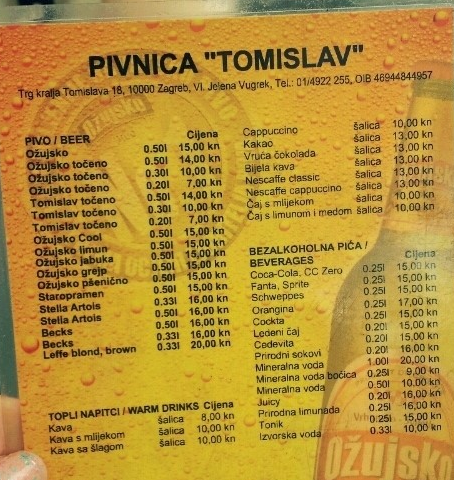 PIVNICA "TOMISLAV"
Trg kralja Tomislava 18, 10000 Zagreb, Vl. Jelena Vugrek, Tel.: 01/4922 255, OIB 46944844957
PIVO / BEER Cijena
Ožujsko 0.50l 15,00 kn
Ožujsko točeno 0.50l 14,00 kn
Ožujsko točeno 0.30l 10,00 kn
Ožujsko točeno 0.20l 7,00 kn
Tomislav točeno 0.50l 14,00 kn
Tomislav točeno 0.30l 10,00 kn
Tomislav točeno 0.20l 7,00 kn
Ožujsko Cool 0.50l 15,00 kn
Ožujsko limun 0.50l 15,00 kn
Ožujsko jabuka 0.50l 15,00 kn
Ožujsko grejp 0.50l 15,00 kn
Ožujsko pšenično 0.50l 15,00 kn
Staropramen 0.50l 15,00 kn
Stella Artois 0.33l 16,00 kn
Stella Artois 0.50l 16,00 kn
Becks 0.50l 16,00 kn
Becks 0.33l 16,00 kn
Leffe blond, brown 0.33l 20,00 kn
TOPLI NAPITCI / WARM DRINKS Cijena
Kava šalica 8,00 kn
Kava s mlijekom šalica 10,00 kn
Kava sa šlagom šalica 10,00 kn
Cappuccino šalica 10,00 kn
Kakao šalica 13,00 kn
Vruća čokolada šalica 13,00 kn
Bijela kava šalica 13,00 kn
Nescaffe classic šalica 13,00 kn
Nescaffe cappuccino šalica 13,00 kn
Čaj s mlijekom šalica 10,00 kn
Čaj s limunom i medom šalica 10,00 kn
BEZALKOHOLNA PIĆA /
BEVERAGES Cijena
Coca-Cola, CC Zero 0.25l 15,00 kn
Fanta, Sprite 0.25l 15,00 kn
Schweppes 0.25l 15,00 kn
Orangina 0.25l 17,00 kn
Cockta 0.25l 15,00 kn
Ledeni čaj 0.25l 15,00 kn
Cedevita 0.20l 15,00 kn
Prirodni sokovi 0.20l 16,00 kn
Mineralna voda 1.00l 20,00 kn
Mineralna voda bočica 0.25l 9,00 kn
Mineralna voda 0.50l 10,00 kn
Juicy 0.20l 16,00 kn
Prirodna limunada 0.25l 16,00 kn
Tonik 0.25l 15,00 kn
Izvorska voda 0.33l 10,00 kn
Ožujsko